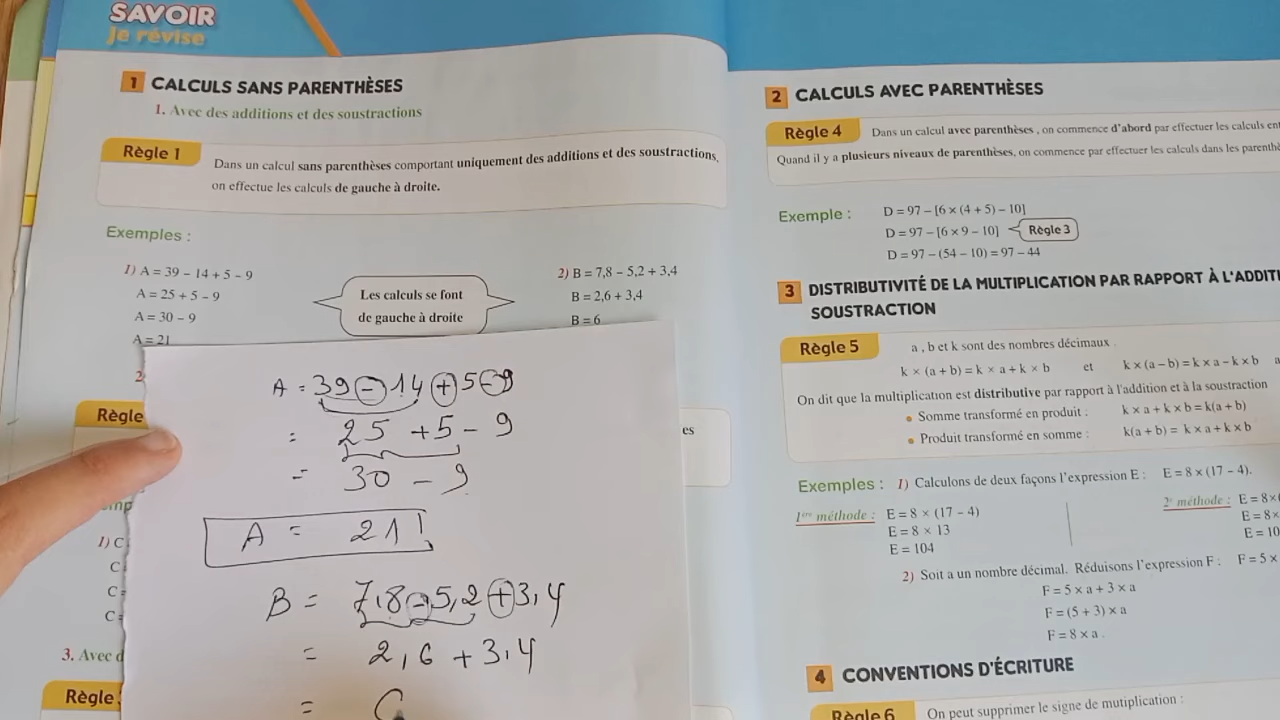 SAVOIR
Je révise
1 CALCULS SANS PARENTHÈSES
1. Avec des additions et des soustractions
Règle 1
Dans un calcul sans parenthèses comportant uniquement des additions et des soustractions,
on effectue les calculs de gauche à droite.
Exemples :
1) A = 39 – 14 + 5 – 9
A = 25 + 5 – 9
A = 30 – 9
A = 21
Les calculs se font
de gauche à droite
2) B = 7,8 – 5,2 + 3,4
B = 2,6 + 3,4
B = 6
2
Règle
es
1) C
C
C
C
3. Avec d
Règle
A = 39 - 14 + 5 - 9
= 25 + 5 - 9
= 30 - 9
A = 21
B = 7,8 - 5,2 + 3,4
= 2,6 + 3,4
=
2 CALCULS AVEC PARENTHÈSES
Règle 4
Dans un calcul avec parenthèses , on commence d'abord par effectuer les calculs
Quand il y a plusieurs niveaux de parenthèses, on commence par effectuer les calculs dans les
Exemple :
D = 97 – [6 × (4 + 5) – 10]
D = 97 – [6 × 9 – 10]
Règle 3
D = 97 – (54 – 10) = 97 – 44
3 DISTRIBUTIVITÉ DE LA MULTIPLICATION PAR RAPPORT À L'ADDITI
SOUSTRACTION
Règle 5
a , b et k sont des nombres décimaux .
k × (a + b) = k × a + k × b et k × (a – b) = k × a – k × b
On dit que la multiplication est distributive par rapport à l'addition et à la soustraction
• Somme transformé en produit : k × a + k × b = k(a + b)
• Produit transformé en somme : k(a + b) = k × a + k × b
Exemples : 1) Calculons de deux façons l'expression E : E = 8 × (17 – 4).
1ère méthode : E = 8 × (17 – 4)
E = 8 × 13
E = 104
2e méthode : E = 8×
E = 8×
E = 10
2) Soit a un nombre décimal. Réduisons l'expression F : F = 5 ×
F = 5 × a + 3 × a
F = (5 + 3) × a
F = 8 × a .
4 CONVENTIONS D'ÉCRITURE
Règle 6
On peut supprimer le signe de mutiplication :